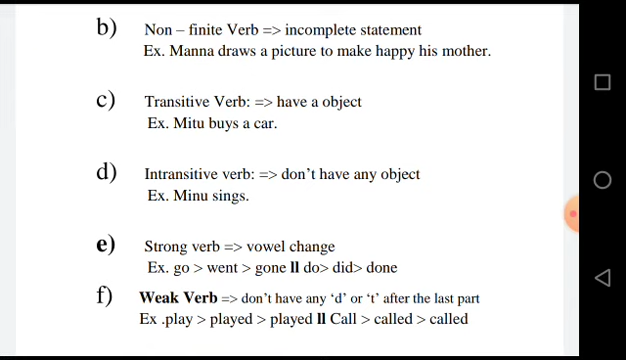 b) Non – finite Verb => incomplete statement
Ex. Manna draws a picture to make happy his mother.
c) Transitive Verb: => have a object
Ex. Mitu buys a car.
d) Intransitive verb: => don't have any object
Ex. Minu sings.
e) Strong verb => vowel change
Ex. go > went > gone ll do> did> done
f) Weak Verb => don't have any 'd' or 't' after the last part
Ex .play > played > played ll Call > called > called